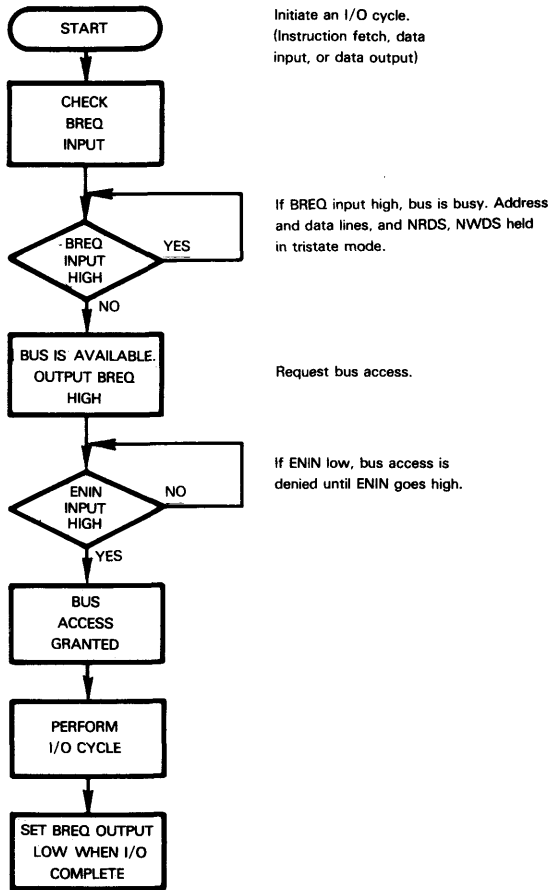 START
Initiate an I/O cycle.
(Instruction fetch, data
input, or data output)
CHECK
BREQ
INPUT
BREQ
INPUT
HIGH
YES
NO
If BREQ input high, bus is busy. Address
and data lines, and NRDS, NWDS held
in tristate mode.
BUS IS AVAILABLE.
OUTPUT BREQ
HIGH
Request bus access.
ENIN
INPUT
HIGH
NO
YES
If ENIN low, bus access is
denied until ENIN goes high.
BUS
ACCESS
GRANTED
PERFORM
I/O CYCLE
SET BREQ OUTPUT
LOW WHEN I/O
COMPLETE